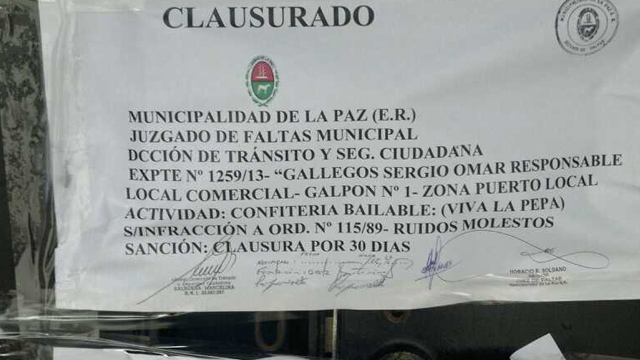 CLAUSURADO
MUNICIPALIDAD DE LA PAZ (E.R.)
JUZGADO DE FALTAS MUNICIPAL
DCCIÓN DE TRÁNSITO Y SEG. CIUDADANA
EXPTE Nº 1259/13- “GALLEGOS SERGIO OMAR RESPONSABLE
LOCAL COMERCIAL- GALPON Nº 1- ZONA PUERTO LOCAL
ACTIVIDAD: CONFITERIA BAILABLE: (VIVA LA PEPA)
S/INFRACCIÓN A ORD. Nº 115/89- RUIDOS MOLESTOS
SANCIÓN: CLAUSURA POR 30 DIAS
HORACIO R. SOLDANO